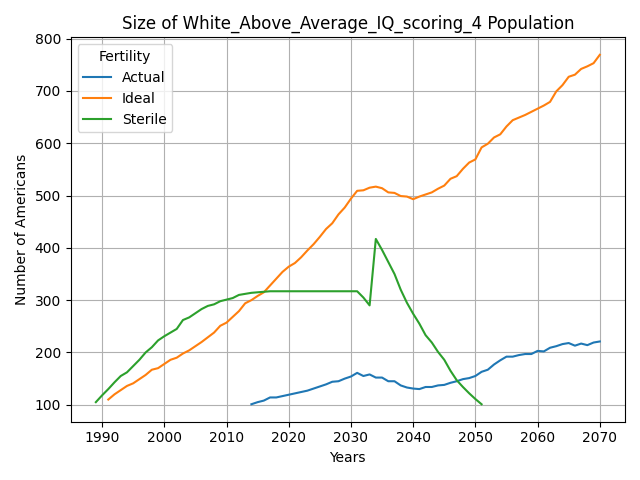 Size of White_Above_Average_IQ_scoring_4 Population
Fertility
Actual
Ideal
Sterile
Number of Americans
800
700
600
500
400
300
200
100
1990 2000 2010 2020 2030 2040 2050 2060 2070
Years